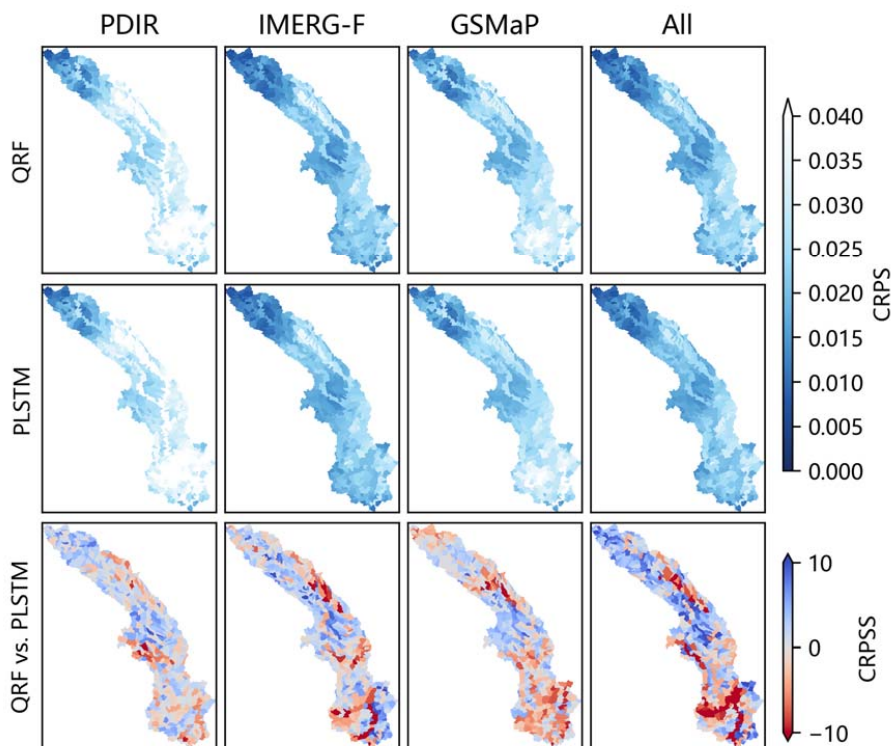 PDIR IMERG-F GSMaP All
QRF
PLSTM
QRF vs. PLSTM
0.040
0.035
0.030
0.025
0.020
0.015
0.010
0.005
0.000
CRPS
10
0
−10
CRPSS